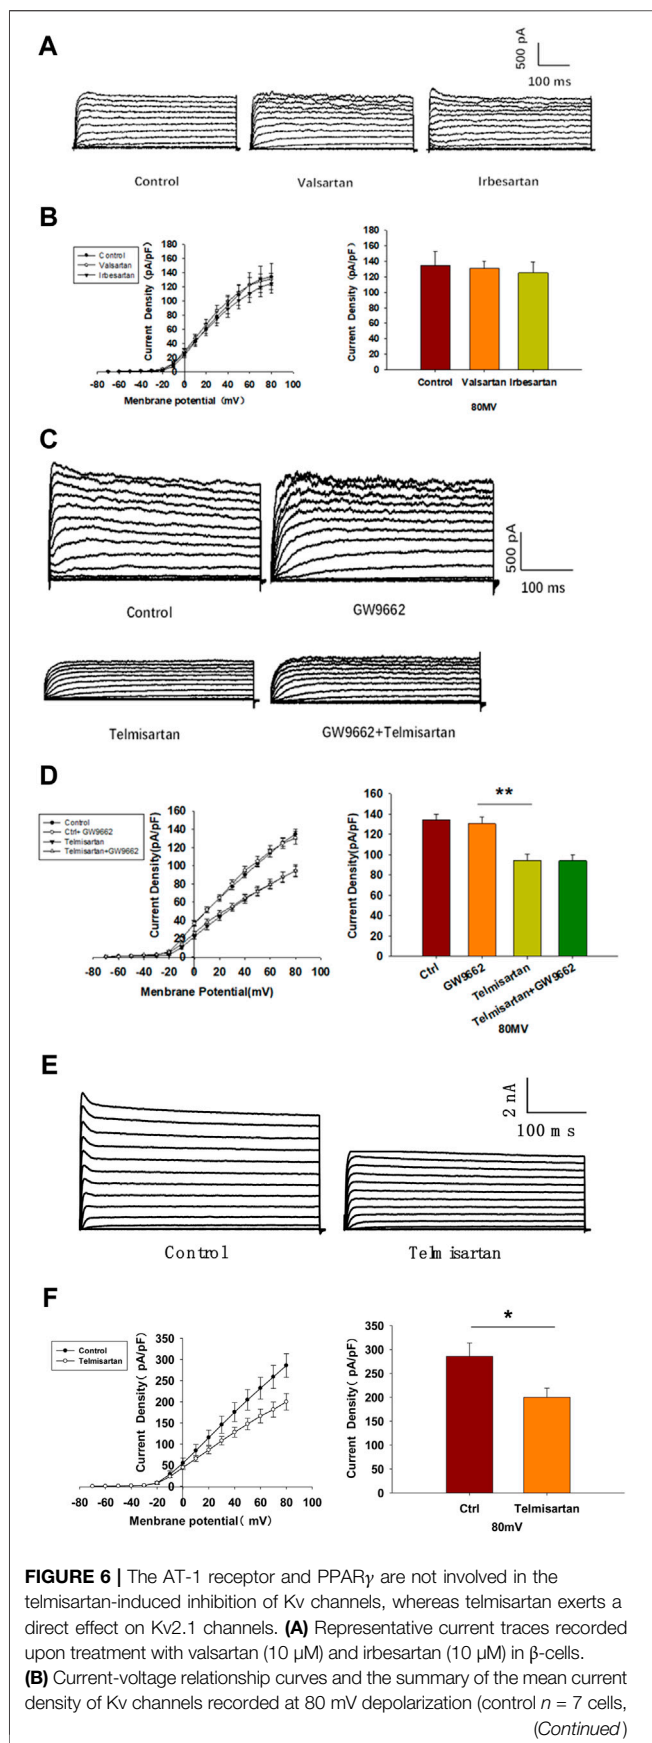 A
500 pA
100 ms
Control
Valsartan
Irbesartan
B
Control
Valsartan
Irbesartan
Current Density (pA/pF)
180
160
140
120
100
80
60
40
20
0
-80 -60 -40 -20 0 20 40 60 80 100
Menbrane potential (mV)
Current Density (pA/pF)
180
160
140
120
100
80
60
40
20
0
Control Valsartan Irbesartan
80MV
C
500 pA
100 ms
Control
GW9662
Telmisartan
GW9662+Telmisartan
D
Control
Ctrl+ GW9662
Telmisartan
Telmisartan+GW9662
Current Density(pA/pF)
160
140
120
100
80
60
40
20
0
-80 -60 -40 -20 0 20 40 60 80 100
Menbrane Potential(mV)
Current Density(pA/pF)
160
140
120
100
80
60
40
20
0
**
Ctrl
GW9662
Telmisartan
Telmisartan+GW9662
80MV
E
2 nA
100 ms
Control
Telmisartan
F
Control
Telmisartan
Current Density( pA/pF)
350
300
250
200
150
100
50
0
-80 -60 -40 -20 0 20 40 60 80 100
Menbrane potential( mV)
Current Density( pA/pF)
350
300
250
200
150
100
50
0
*
Ctrl Telmisartan
80mV
FIGURE 6 | The AT-1 receptor and PPARγ are not involved in the
telmisartan-induced inhibition of Kv channels, whereas telmisartan exerts a
direct effect on Kv2.1 channels. (A) Representative current traces recorded
upon treatment with valsartan (10 μM) and irbesartan (10 μM) in β-cells.
(B) Current-voltage relationship curves and the summary of the mean current
density of Kv channels recorded at 80 mV depolarization (control n = 7 cells,
(Continued)